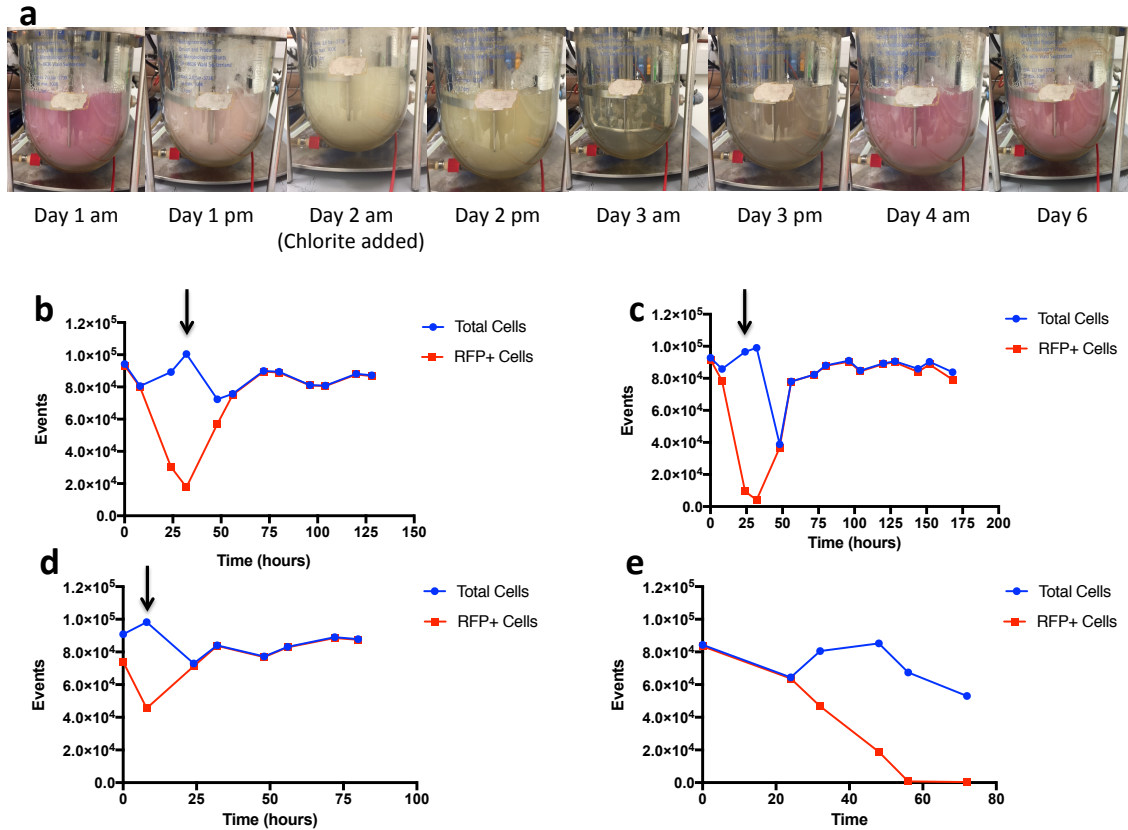 a
Day 1 am
Day 1 pm
Day 2 am
(Chlorite added)
Day 2 pm
Day 3 am
Day 3 pm
Day 4 am
Day 6
b
1.2×10⁵
1.0×10⁵
8.0×10⁴
6.0×10⁴
4.0×10⁴
2.0×10⁴
0.0
Events
0 25 50 75 100 125 150
Time (hours)
Total Cells
RFP+ Cells
c
1.2×10⁵
1.0×10⁵
8.0×10⁴
6.0×10⁴
4.0×10⁴
2.0×10⁴
0.0
Events
0 25 50 75 100 125 150 175 200
Time (hours)
Total Cells
RFP+ Cells
d
1.2×10⁵
1.0×10⁵
8.0×10⁴
6.0×10⁴
4.0×10⁴
2.0×10⁴
0.0
Events
0 25 50 75 100
Time (hours)
Total Cells
RFP+ Cells
e
1.2×10⁵
1.0×10⁵
8.0×10⁴
6.0×10⁴
4.0×10⁴
2.0×10⁴
0.0
Events
0 20 40 60 80
Time
Total Cells
RFP+ Cells